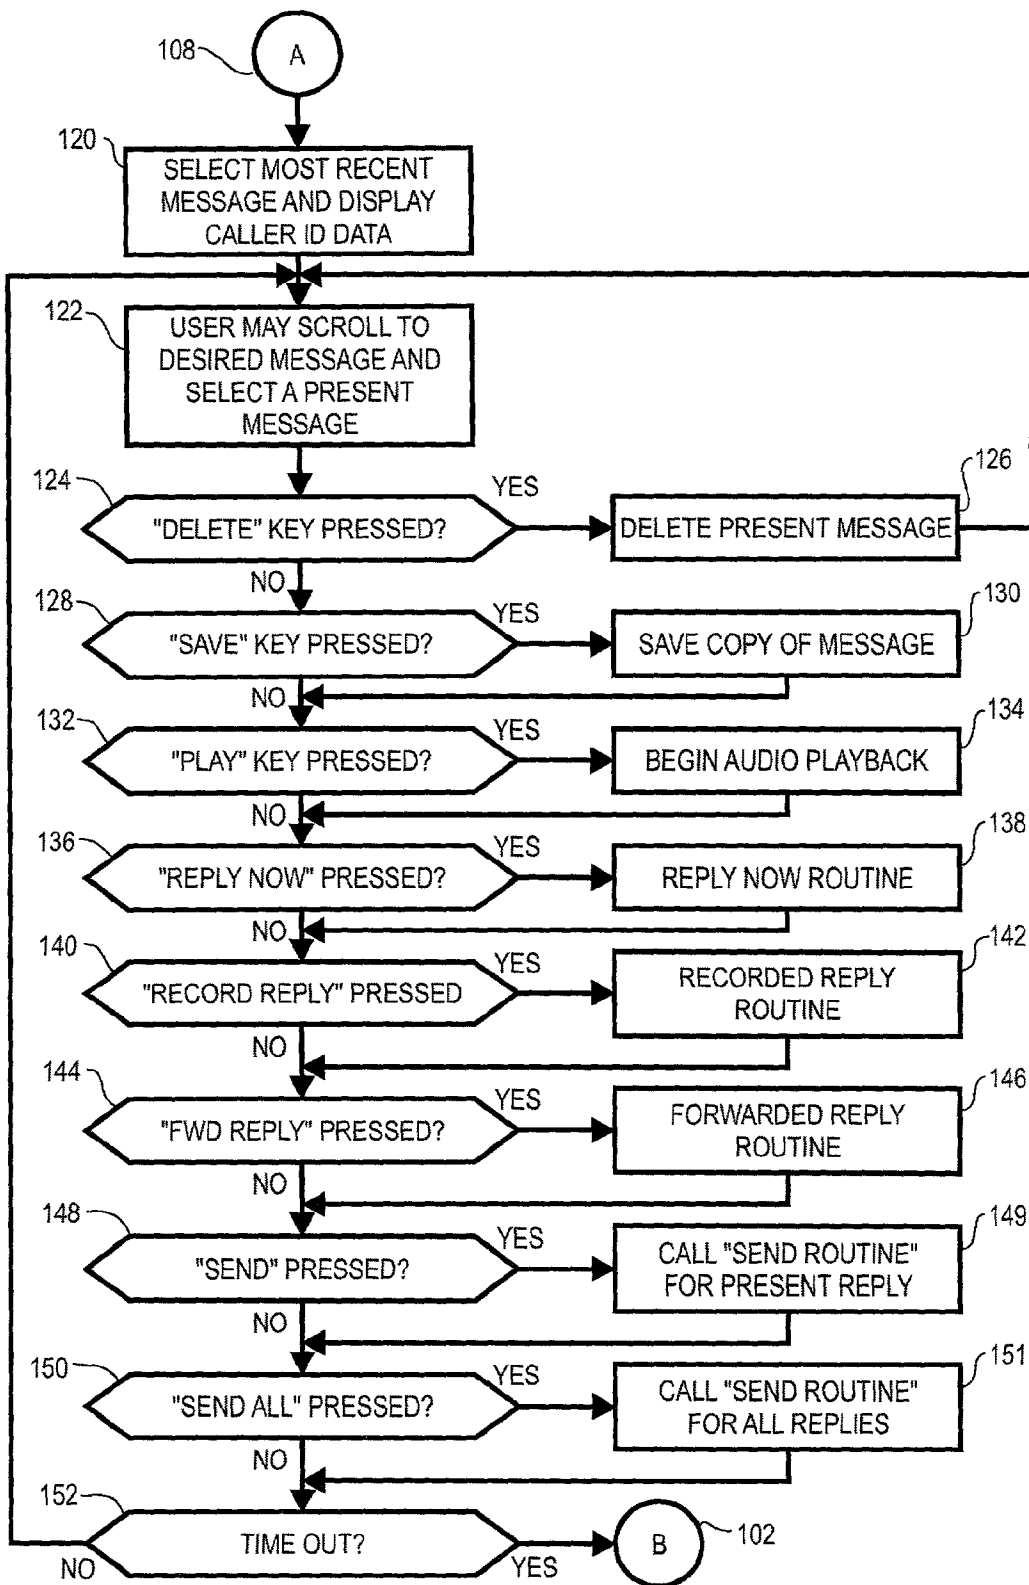 A
108
120
SELECT MOST RECENT
MESSAGE AND DISPLAY
CALLER ID DATA
122
USER MAY SCROLL TO
DESIRED MESSAGE AND
SELECT A PRESENT
MESSAGE
124
"DELETE" KEY PRESSED?
YES
DELETE PRESENT MESSAGE
126
NO
128
"SAVE" KEY PRESSED?
YES
SAVE COPY OF MESSAGE
130
NO
132
"PLAY" KEY PRESSED?
YES
BEGIN AUDIO PLAYBACK
134
NO
136
"REPLY NOW" PRESSED?
YES
REPLY NOW ROUTINE
138
NO
140
"RECORD REPLY" PRESSED
YES
RECORDED REPLY
ROUTINE
142
NO
144
"FWD REPLY" PRESSED?
YES
FORWARDED REPLY
ROUTINE
146
NO
148
"SEND" PRESSED?
YES
CALL "SEND ROUTINE"
FOR PRESENT REPLY
149
NO
150
"SEND ALL" PRESSED?
YES
CALL "SEND ROUTINE"
FOR ALL REPLIES
151
NO
152
TIME OUT?
NO
YES
B
102